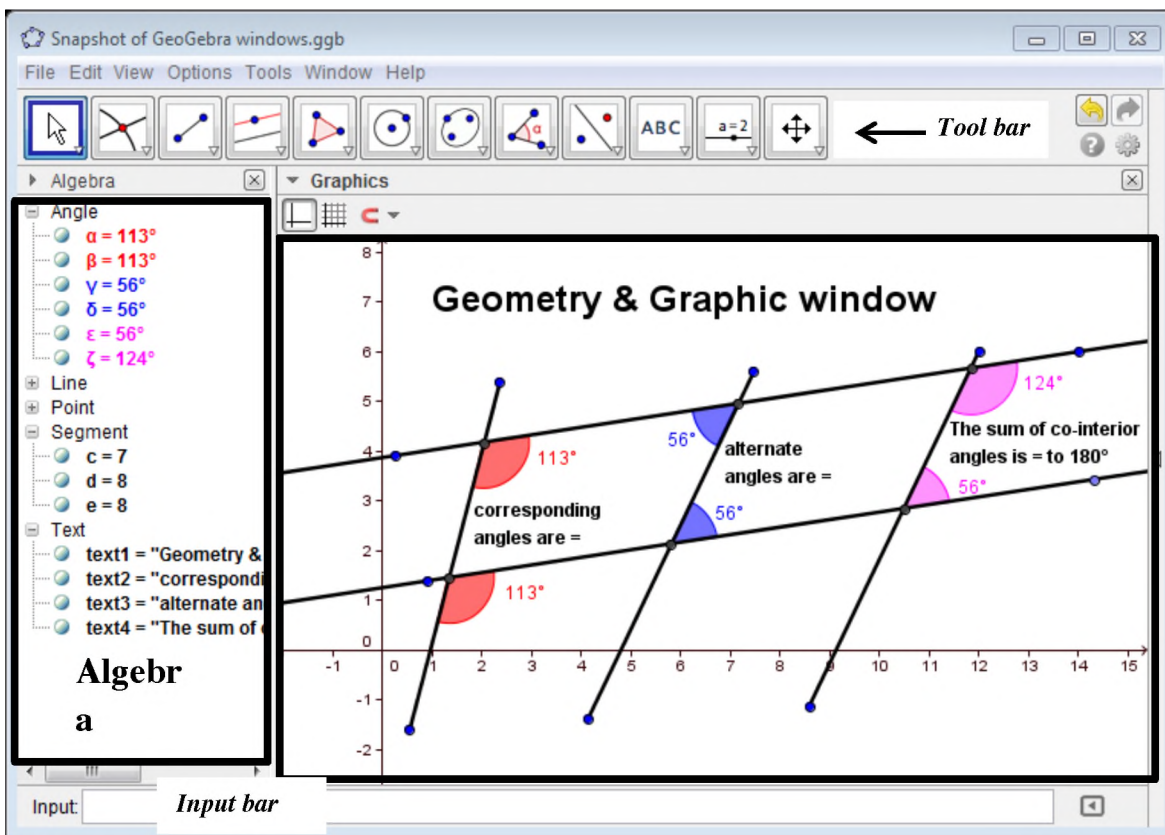 Snapshot of GeoGebra windows.ggb
File Edit View Options Tools Window Help
α
ABC
a=2
Tool bar
Algebra
Graphics
Angle
α = 113°
β = 113°
γ = 56°
δ = 56°
ε = 56°
ζ = 124°
Line
Point
Segment
c = 7
d = 8
e = 8
Text
text1 = "Geometry &
text2 = "correspondi
text3 = "alternate an
text4 = "The sum of
Algebr
a
Geometry & Graphic window
8
7
6
5
4
3
2
1
0
-1
-2
-1 0 1 2 3 4 5 6 7 8 9 10 11 12 13 14 15
113°
corresponding
angles are =
113°
56°
alternate
angles are =
56°
124°
The sum of co-interior
angles is = to 180°
56°
Input:
Input bar